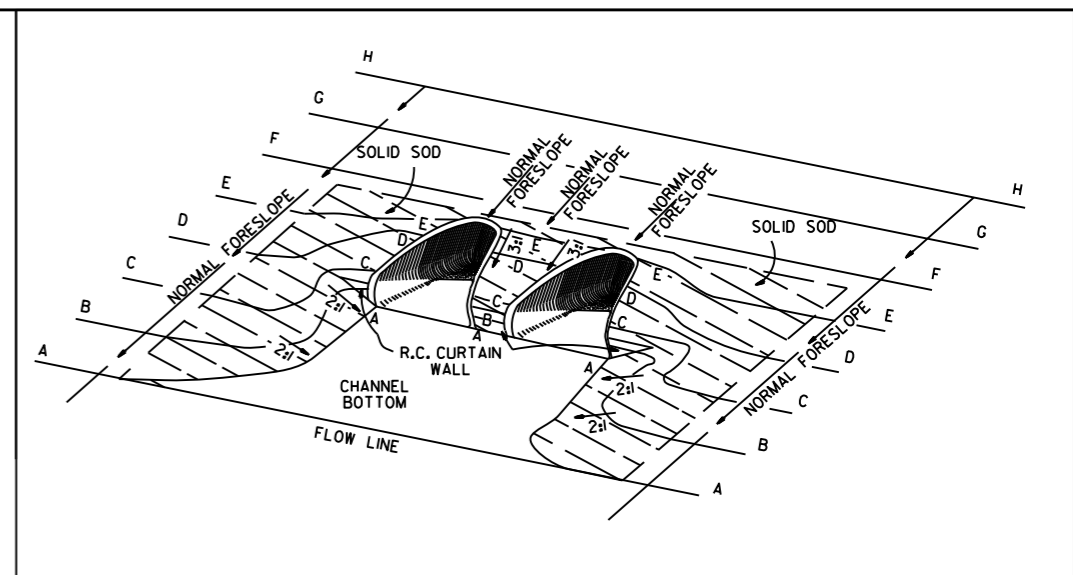 H
G
F
SOLID SOD
NORMAL
FORESLOPE
NORMAL
FORESLOPE
NORMAL
FORESLOPE
H
E
SOLID SOD
G
D
E
E
E
F
C
NORMAL FORESLOPE
D
3:1
D
3:1
B
C
C
D
E
2:1
A
A
B
C
NORMAL FORESLOPE
D
A
2:1
R.C. CURTAIN
WALL
A
2:1
C
CHANNEL
BOTTOM
2:1
B
FLOW LINE
A